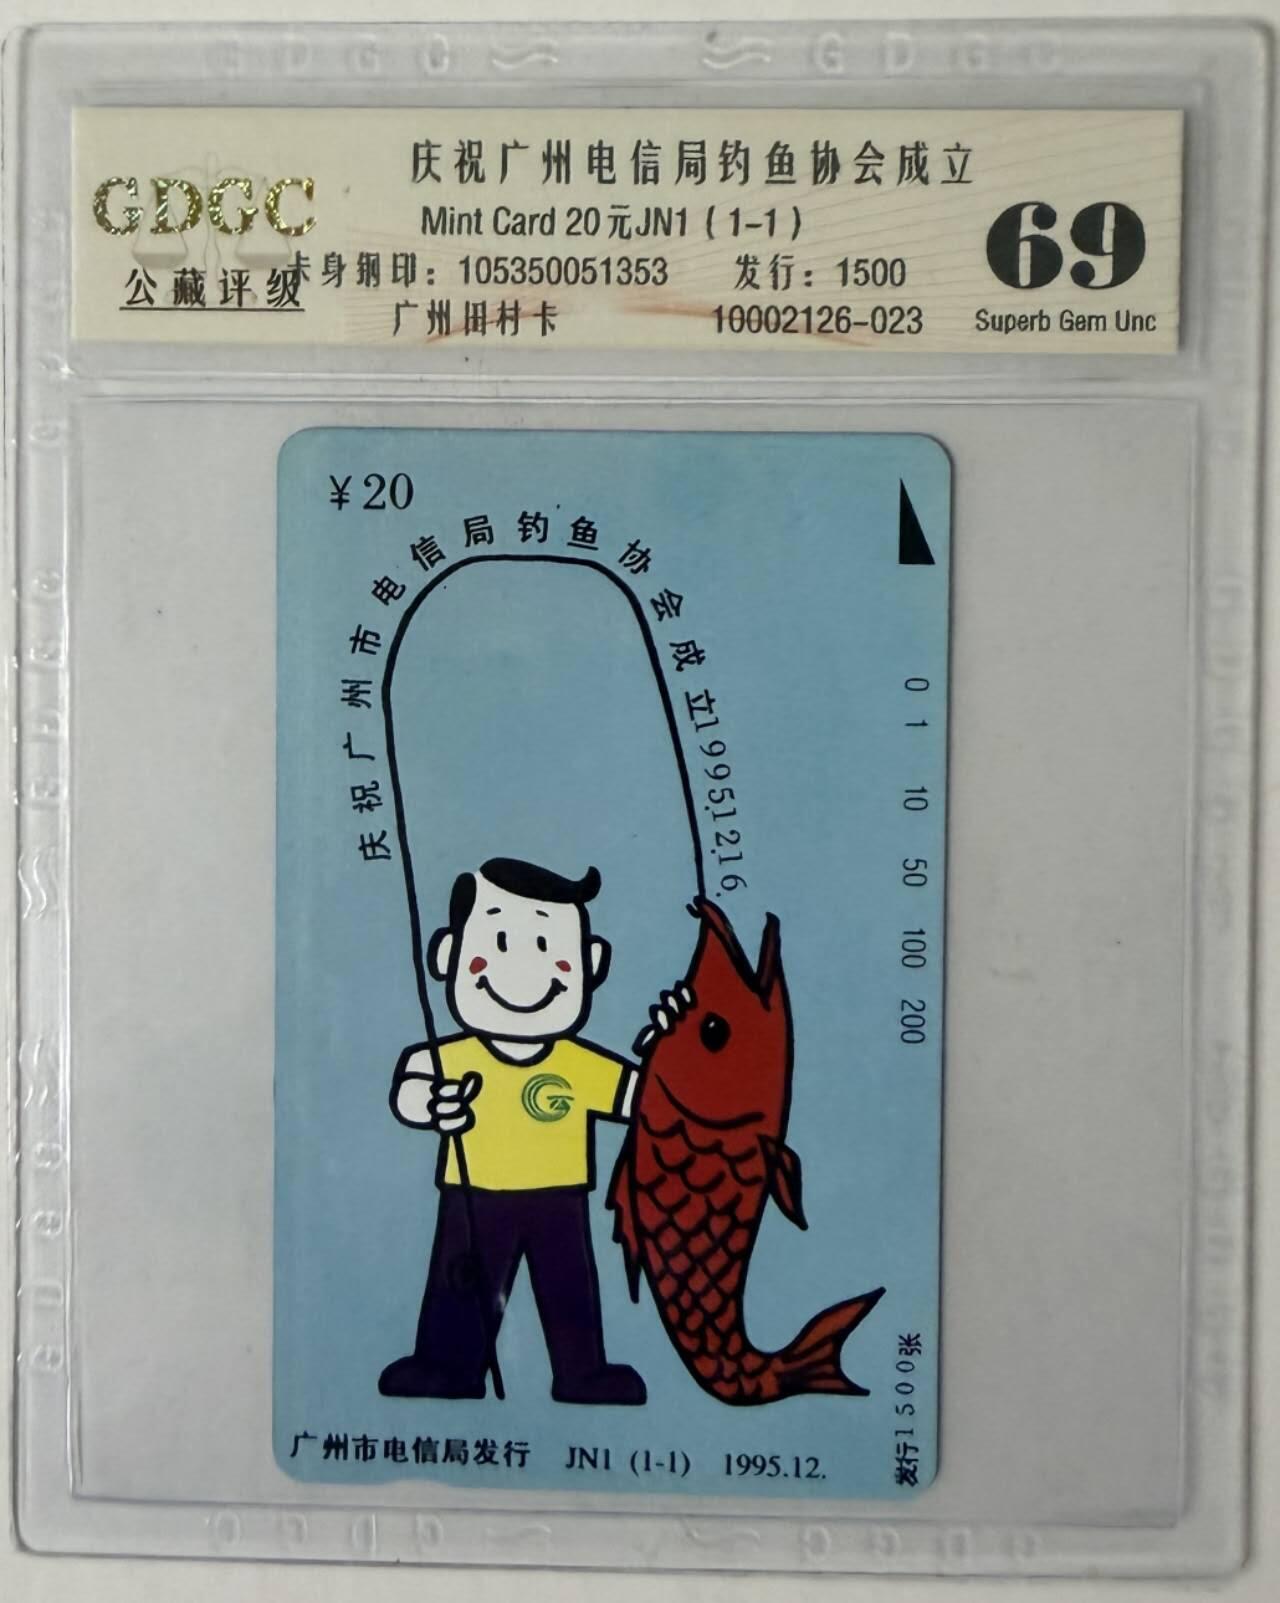 GDGC
GDGC
庆祝广州电信局钓鱼协会成立
GDGC
公藏评级
Mint Card 20元JN1（1-1）
卡身钢印：105350051353 发行：1500
广州田村卡 10002126-023
69
Superb Gem Unc
¥20
庆祝广州市电信局钓鱼协会成立1995.12.16.
0 1 10 50 100 200
发行1500张
广州市电信局发行 JN1 (1-1) 1995.12.